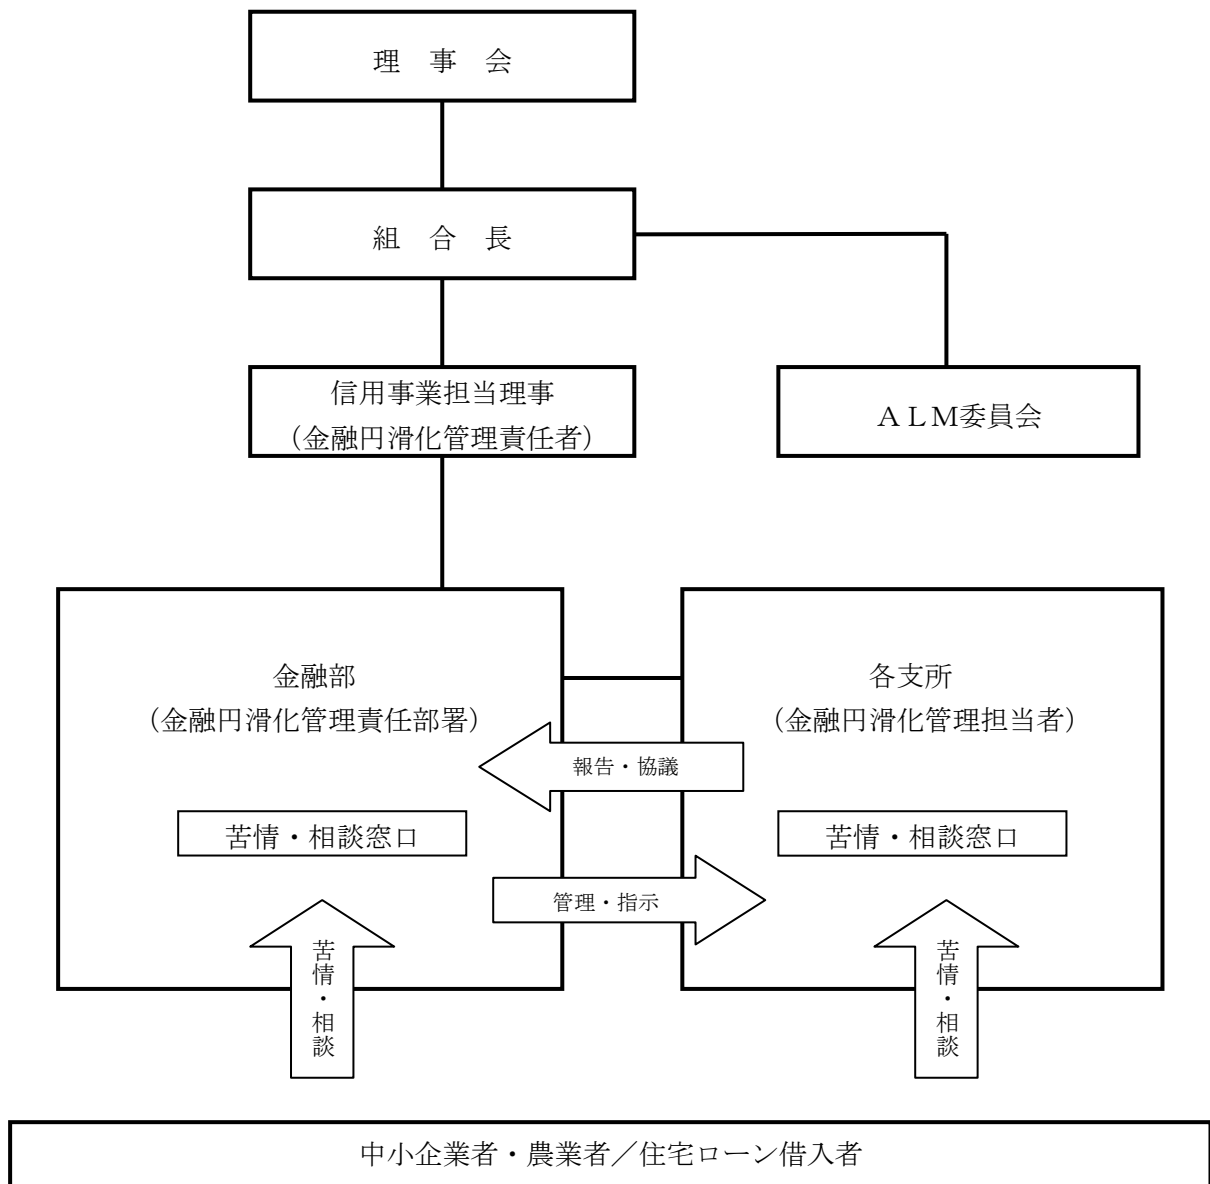 理　事　会
組　合　長
信用事業担当理事
（金融円滑化管理責任者）
ＡＬＭ委員会
金融部
（金融円滑化管理責任部署）
各支所
（金融円滑化管理担当者）
報告・協議
苦情・相談窓口
苦情・相談窓口
管理・指示
苦情・相談
苦情・相談
中小企業者・農業者／住宅ローン借入者